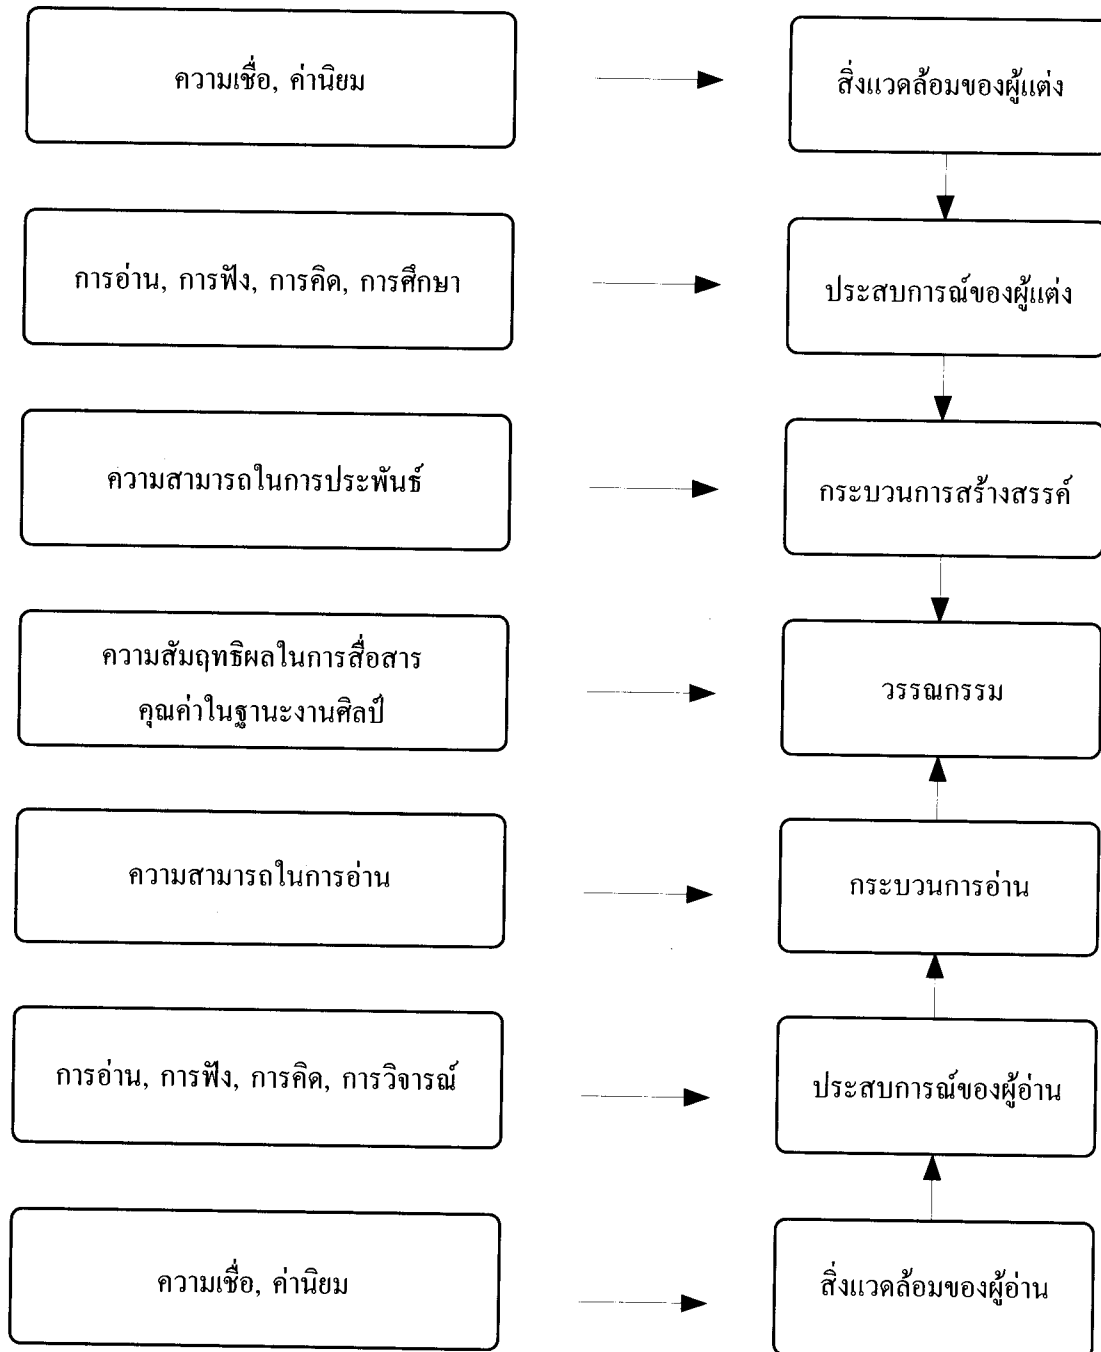 ความเชื่อ, ค่านิยม
สิ่งแวดล้อมของผู้แต่ง
การอ่าน, การฟัง, การคิด, การศึกษา
ประสบการณ์ของผู้แต่ง
ความสามารถในการประพันธ์
กระบวนการสร้างสรรค์
ความสัมฤทธิผลในการสื่อสาร
คุณค่าในฐานะงานศิลป์
วรรณกรรม
ความสามารถในการอ่าน
กระบวนการอ่าน
การอ่าน, การฟัง, การคิด, การวิจารณ์
ประสบการณ์ของผู้อ่าน
ความเชื่อ, ค่านิยม
สิ่งแวดล้อมของผู้อ่าน